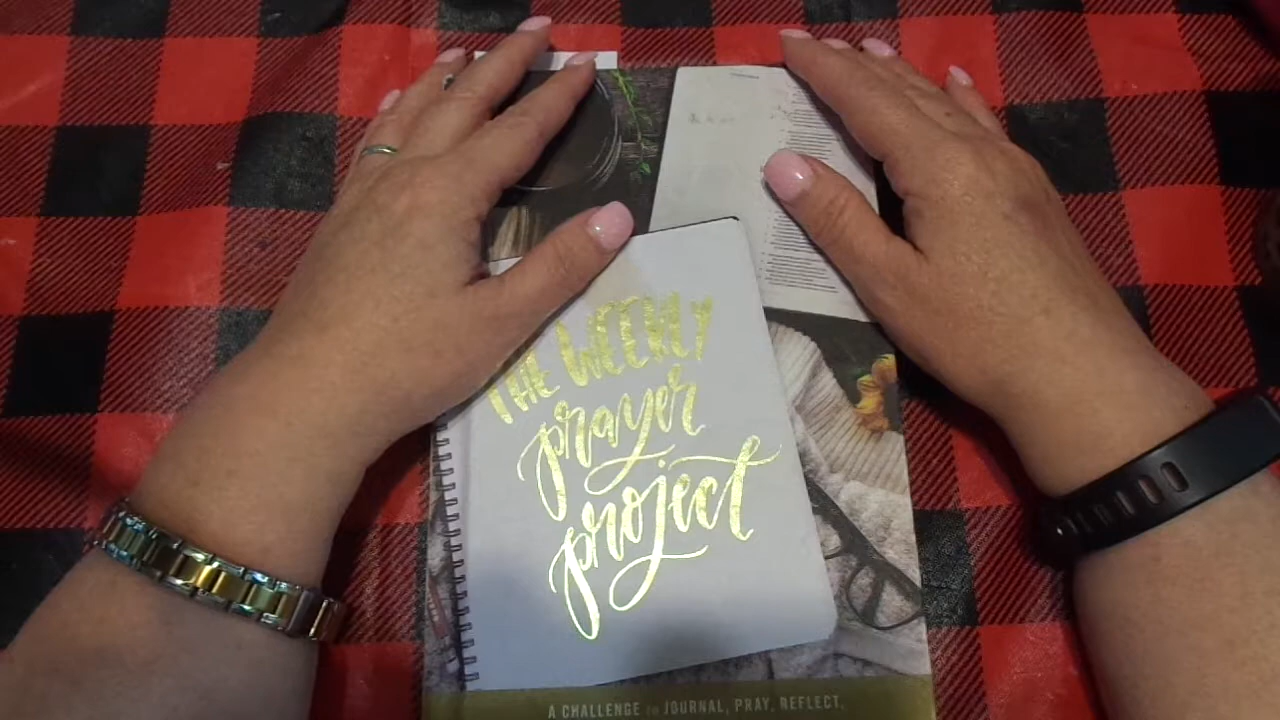 THE WEEKLY
prayer
project
A CHALLENGE TO JOURNAL, PRAY, REFLECT,